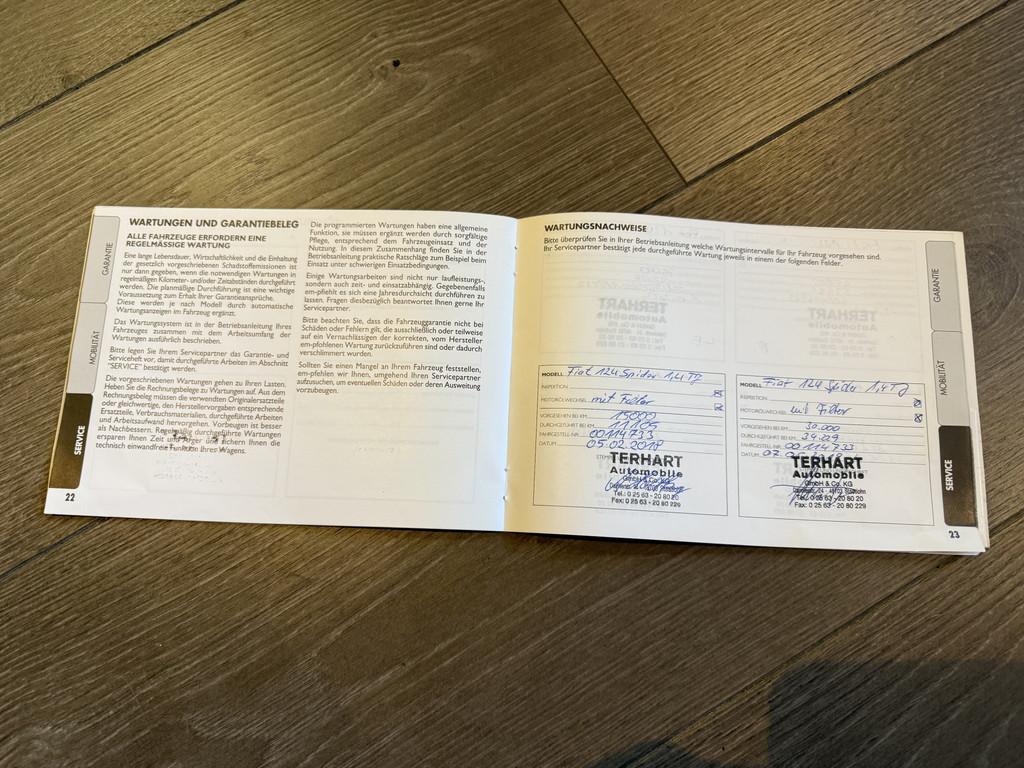 WARTUNGEN UND GARANTIEBELEG
ALLE FAHRZEUGE ERFORDERN EINE
REGELMÄSSIGE WARTUNG
Eine lange Lebensdauer, Wirtschaftlichkeit und die Einhaltung
der gesetzlich vorgeschriebenen Schadstoffemissionen ist
nur dann gegeben, wenn die notwendigen Wartungen in
regelmäßigen Kilometer- und/oder Zeitabständen durchgeführt
werden. Die planmäßige Durchführung ist eine wichtige
Voraussetzung zum Erhalt Ihrer Garantieansprüche.
Diese werden je nach Modell durch automatische
Wartungsanzeigen im Fahrzeug ergänzt.
Das Wartungssystem ist in der Betriebsanleitung Ihres
Fahrzeuges zusammen mit dem Arbeitsumfang der
Wartungen ausführlich beschrieben.
Bitte legen Sie Ihrem Servicepartner das Garantie- und
Serviceheft vor, damit durchgeführte Arbeiten im Abschnitt
"SERVICE" bestätigt werden.
Die vorgeschriebenen Wartungen gehen zu Ihren Lasten.
Heben Sie die Rechnungsbelege zu Wartungen auf. Aus dem
Rechnungsbeleg müssen die verwendeten Originalersatzteile
oder gleichwertige, den Herstellervorgaben entsprechende
Ersatzteile, Verbrauchsmaterialien, durchgeführte Arbeiten
und Arbeitsaufwand hervorgehen. Vorbeugen ist besser
als Nachbessern. Regelmäßig durchgeführte Wartungen
ersparen Ihnen Zeit und Ärger und sichern Ihnen die
technisch einwandfreie Funktion Ihres Wagens.
Die programmierten Wartungen haben eine allgemeine
Funktion, sie müssen ergänzt werden durch sorgfältige
Pflege, entsprechend dem Fahrzeugeinsatz und der
Nutzung. In diesem Zusammenhang finden Sie in der
Betriebsanleitung praktische Ratschläge zum Beispiel beim
Einsatz unter schwierigen Einsatzbedingungen.
Einige Wartungsarbeiten sind nicht nur laufleistungs-,
sondern auch zeit- und einsatzabhängig. Gegebenenfalls
em-pfiehlt es sich eine Jahresdurchsicht durchführen zu
lassen. Fragen diesbezüglich beantwortet Ihnen gerne Ihr
Servicepartner.
Bitte beachten Sie, dass die Fahrzeuggarantie nicht bei
Schäden oder Fehlern gilt, die ausschließlich oder teilweise
auf ein Vernachlässigen der korrekten, vom Hersteller
em-pfohlenen Wartung zurückzuführen sind oder dadurch
verschlimmert wurden.
Sollten Sie einen Mangel an Ihrem Fahrzeug feststellen,
em-pfehlen wir Ihnen, umgehend Ihren Servicepartner
aufzusuchen, um eventuellen Schäden oder deren Ausweitung
vorzubeugen.
GARANTIE
MOBILITÄT
SERVICE
22
WARTUNGSNACHWEISE
Bitte überprüfen Sie in Ihrer Betriebsanleitung welche Wartungsintervalle für Ihr Fahrzeug vorgesehen sind.
Ihr Servicepartner bestätigt jede durchgeführte Wartung jeweils in einem der folgenden Felder.
MODELL Fiat 124 Spider 1,4 TJ
INSPEKTION
MOTORÖLWECHSEL mit Filter
VORGESEHEN BEI KM 15000
DURCHGEFÜHRT BEI KM 11105
FAHRGESTELL-NR. 00114733
DATUM 05.02.2018
STEMPEL
TERHART
Automobile
GmbH & Co. KG
Tel.: 0 25 63 - 20 80 20
Fax: 0 25 63 - 20 80 229
MODELL Fiat 124 Spider 1,4 TJ
INSPEKTION
MOTORÖLWECHSEL mit Filter
VORGESEHEN BEI KM 30.000
DURCHGEFÜHRT BEI KM 34.229
FAHRGESTELL-NR. 00114733
DATUM
TERHART
Automobile
GmbH & Co. KG
Tel.: 0 25 63 - 20 80 20
Fax: 0 25 63 - 20 80 229
GARANTIE
MOBILITÄT
SERVICE
23